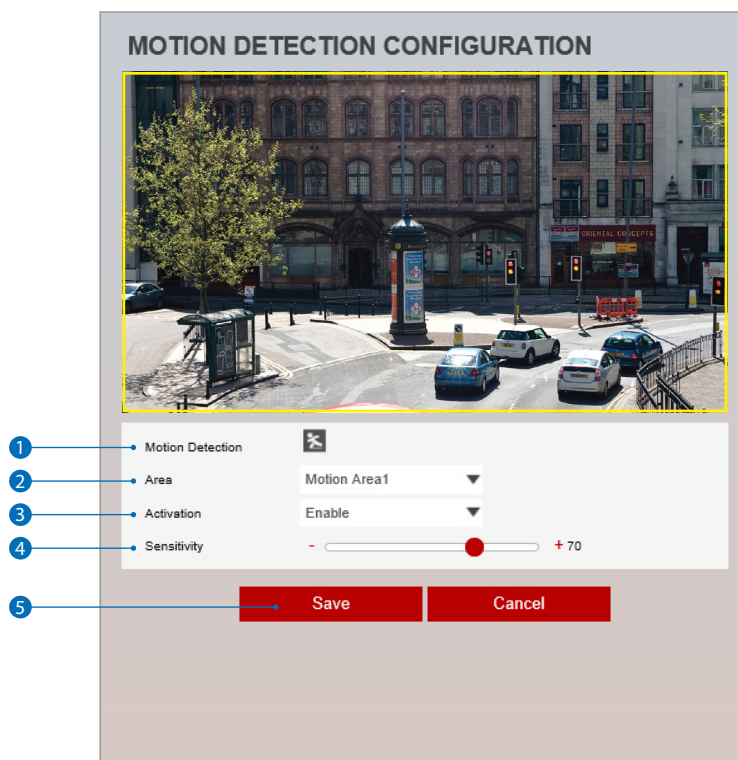 MOTION DETECTION CONFIGURATION
ORIENTAL CONCEPTS
1 Motion Detection
2 Area Motion Area1
3 Activation Enable
4 Sensitivity - + 70
5 Save Cancel